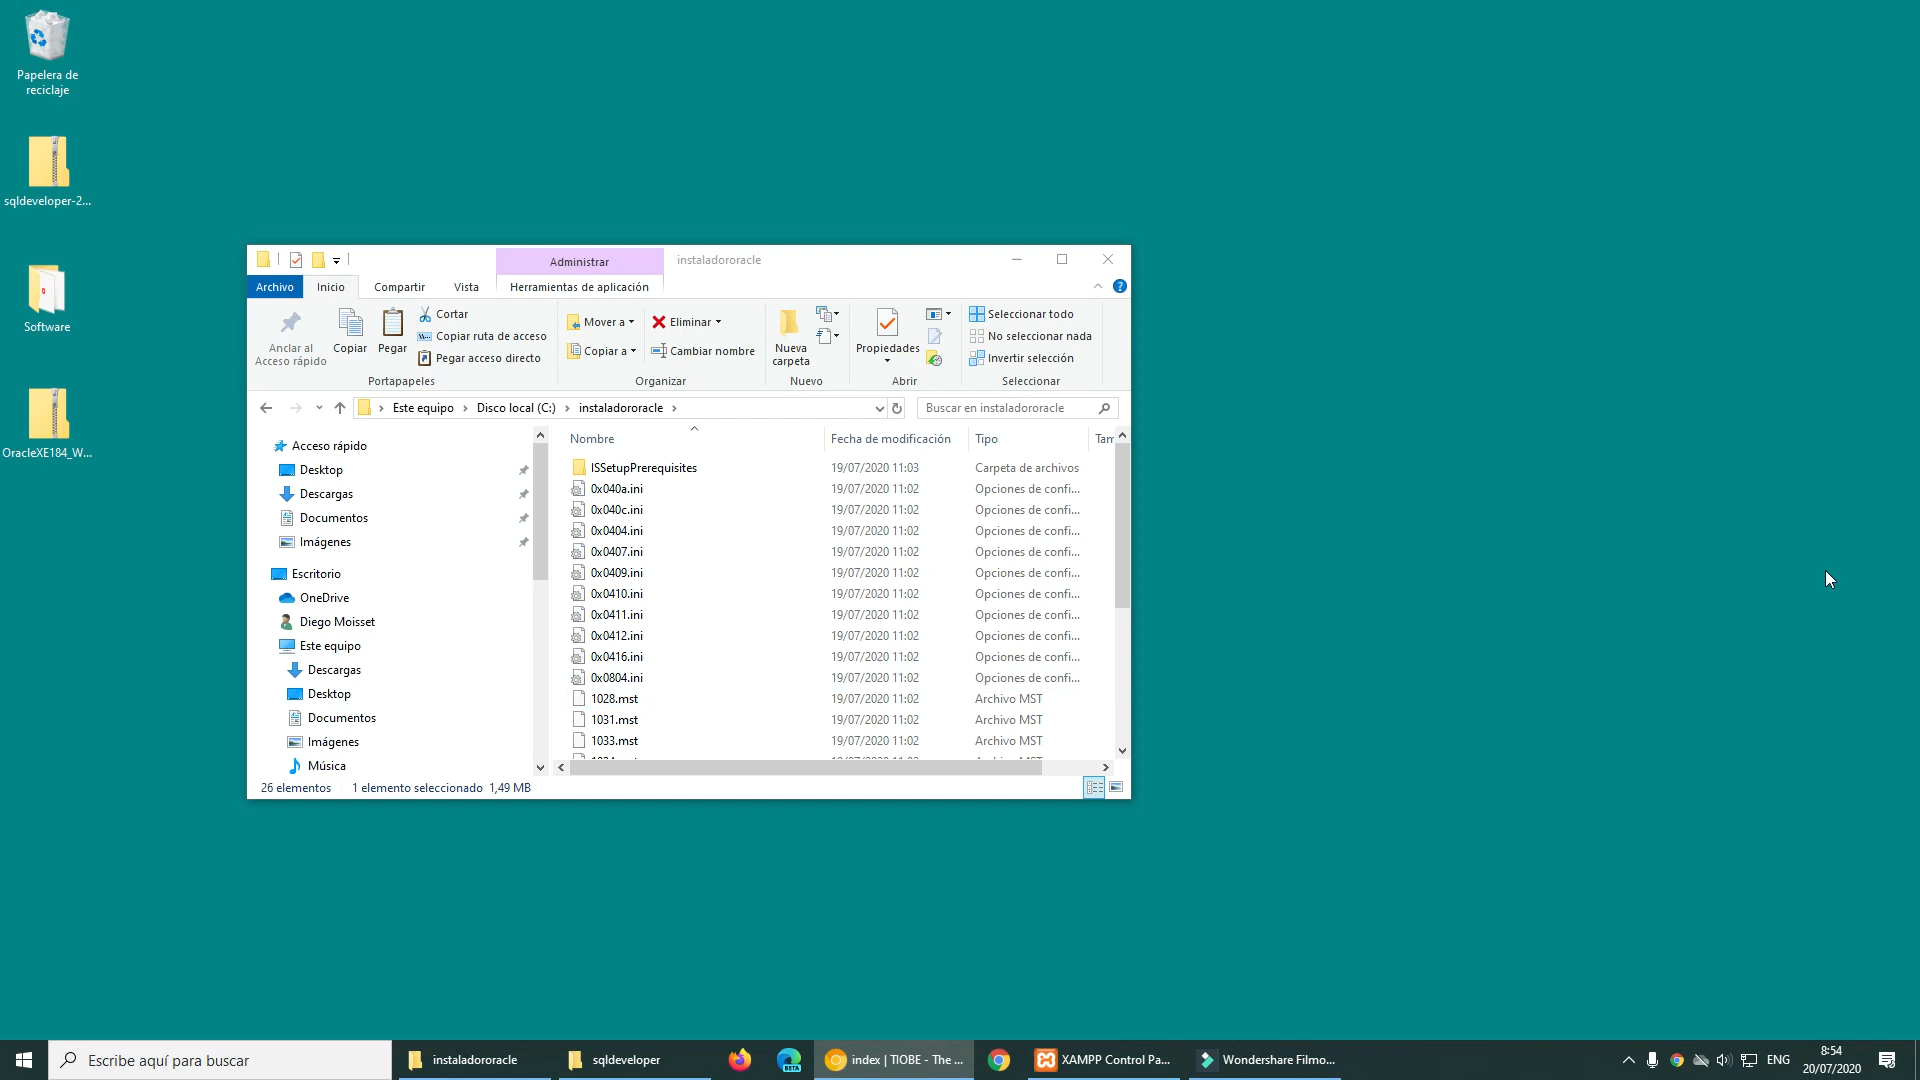 Papelera de
reciclaje
sqldeveloper-2...
Software
OracleXE184_W...
Administrar
instaladororacle
Archivo
Inicio
Compartir
Vista
Herramientas de aplicación
Anclar al
Acceso rápido
Copiar
Pegar
Cortar
Copiar ruta de acceso
Pegar acceso directo
Portapapeles
Mover a
Copiar a
Eliminar
Cambiar nombre
Organizar
Nueva
carpeta
Nuevo
Propiedades
Abrir
Seleccionar todo
No seleccionar nada
Invertir selección
Seleccionar
Este equipo > Disco local (C:) > instaladororacle >
Buscar en instaladororacle
Acceso rápido
Desktop
Descargas
Documentos
Imágenes
Escritorio
OneDrive
Diego Moisset
Este equipo
Descargas
Desktop
Documentos
Imágenes
Música
Nombre Fecha de modificación Tipo Tam
ISSetupPrerequisites 19/07/2020 11:03 Carpeta de archivos
0x040a.ini 19/07/2020 11:02 Opciones de confi...
0x040c.ini 19/07/2020 11:02 Opciones de confi...
0x0404.ini 19/07/2020 11:02 Opciones de confi...
0x0407.ini 19/07/2020 11:02 Opciones de confi...
0x0409.ini 19/07/2020 11:02 Opciones de confi...
0x0410.ini 19/07/2020 11:02 Opciones de confi...
0x0411.ini 19/07/2020 11:02 Opciones de confi...
0x0412.ini 19/07/2020 11:02 Opciones de confi...
0x0416.ini 19/07/2020 11:02 Opciones de confi...
0x0804.ini 19/07/2020 11:02 Opciones de confi...
1028.mst 19/07/2020 11:02 Archivo MST
1031.mst 19/07/2020 11:02 Archivo MST
1033.mst 19/07/2020 11:02 Archivo MST
26 elementos 1 elemento seleccionado 1,49 MB
Escribe aquí para buscar
instaladororacle
sqldeveloper
BETA
index | TIOBE - The ...
XAMPP Control Pa...
Wondershare Filmo...
ENG
8:54
20/07/2020